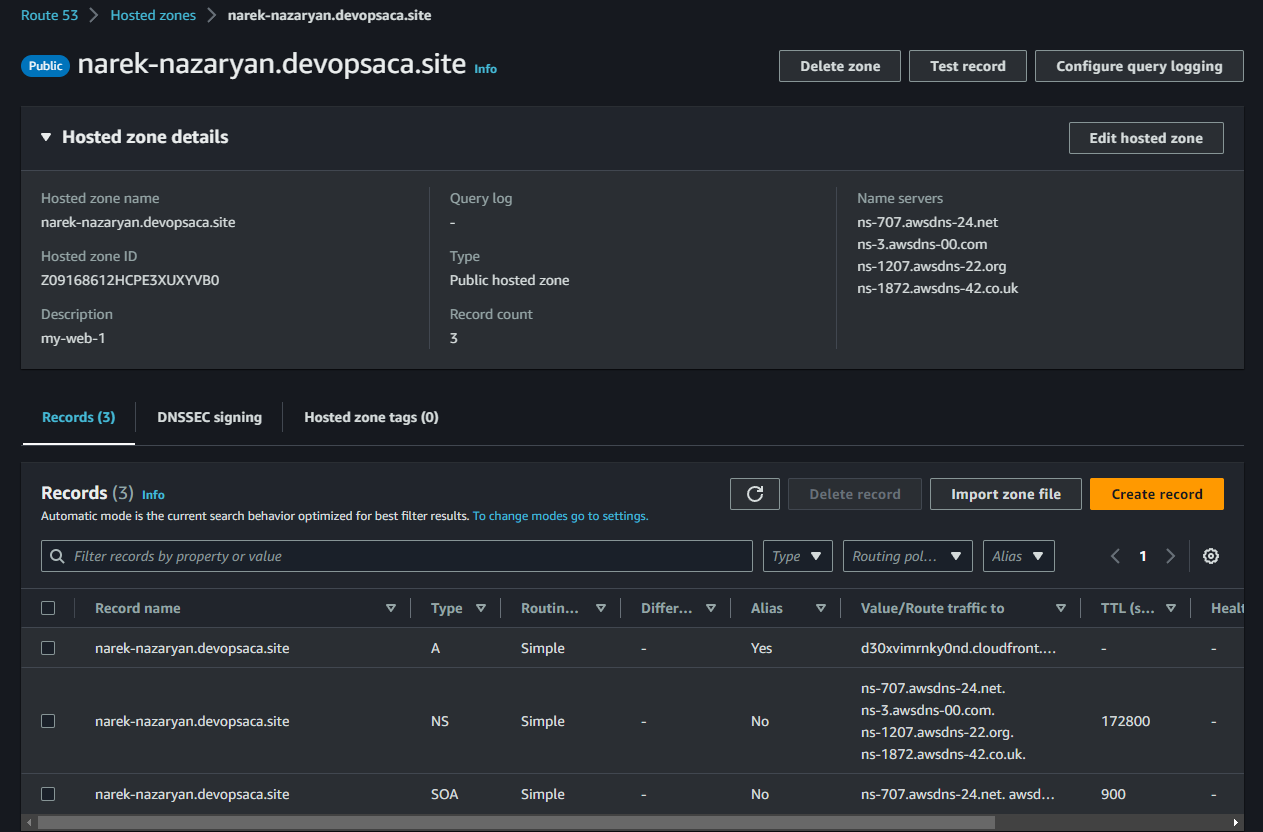 Route 53 > Hosted zones > narek-nazaryan.devopsaca.site
Public narek-nazaryan.devopsaca.site Info
Delete zone Test record Configure query logging
Hosted zone details
Edit hosted zone
Hosted zone name
narek-nazaryan.devopsaca.site
Hosted zone ID
Z09168612HCPE3XUXYVB0
Description
my-web-1
Query log
-
Type
Public hosted zone
Record count
3
Name servers
ns-707.awsdns-24.net
ns-3.awsdns-00.com
ns-1207.awsdns-22.org
ns-1872.awsdns-42.co.uk
Records (3) DNSSEC signing Hosted zone tags (0)
Records (3) Info
Delete record Import zone file Create record
Automatic mode is the current search behavior optimized for best filter results. To change modes go to settings.
Filter records by property or value Type Routing pol... Alias 1
Record name Type Routin... Differ... Alias Value/Route traffic to TTL (s... Healt
narek-nazaryan.devopsaca.site A Simple - Yes d30xvimrnky0nd.cloudfront.... - -
narek-nazaryan.devopsaca.site NS Simple - No ns-707.awsdns-24.net.
ns-3.awsdns-00.com.
ns-1207.awsdns-22.org.
ns-1872.awsdns-42.co.uk. 172800 -
narek-nazaryan.devopsaca.site SOA Simple - No ns-707.awsdns-24.net. awsd... 900 -